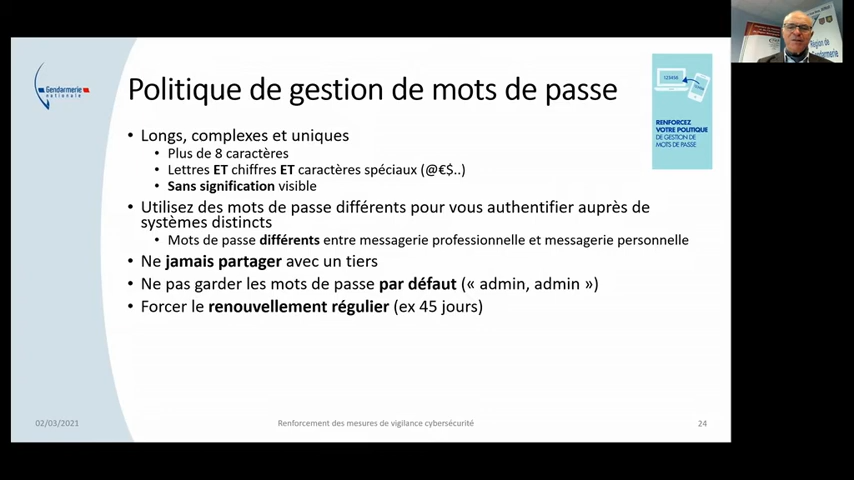 Gendarmerie
nationale
Politique de gestion de mots de passe
123456
RENFORCEZ
VOTRE POLITIQUE
DE GESTION DE
MOTS DE PASSE
• Longs, complexes et uniques
• Plus de 8 caractères
• Lettres ET chiffres ET caractères spéciaux (@€$..)
• Sans signification visible
• Utilisez des mots de passe différents pour vous authentifier auprès de
systèmes distincts
• Mots de passe différents entre messagerie professionnelle et messagerie personnelle
• Ne jamais partager avec un tiers
• Ne pas garder les mots de passe par défaut (« admin, admin »)
• Forcer le renouvellement régulier (ex 45 jours)
02/03/2021
Renforcement des mesures de vigilance cybersécurité
24
Région de
Gendarmerie